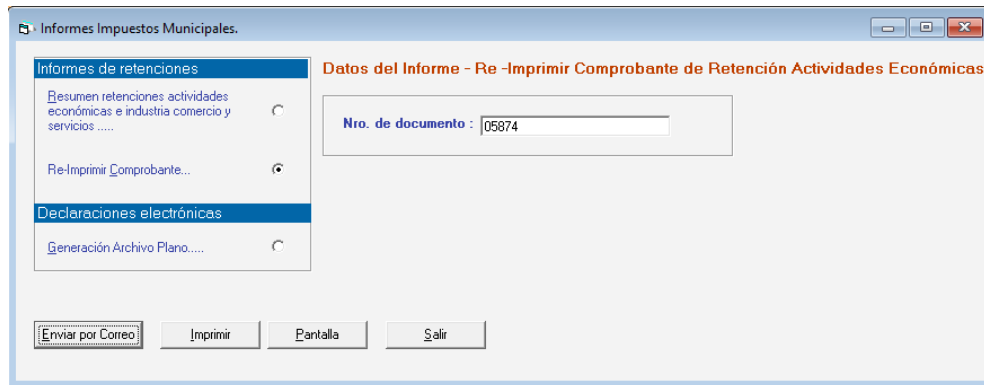 Informes Impuestos Municipales.
Informes de retenciones
Resumen retenciones actividades
económicas e industria comercio y
servicios .....
Re-Imprimir Comprobante...
Declaraciones electrónicas
Generación Archivo Plano.....
Datos del Informe - Re -Imprimir Comprobante de Retención Actividades Económicas
Nro. de documento : 05874
Enviar por Correo
Imprimir
Pantalla
Salir